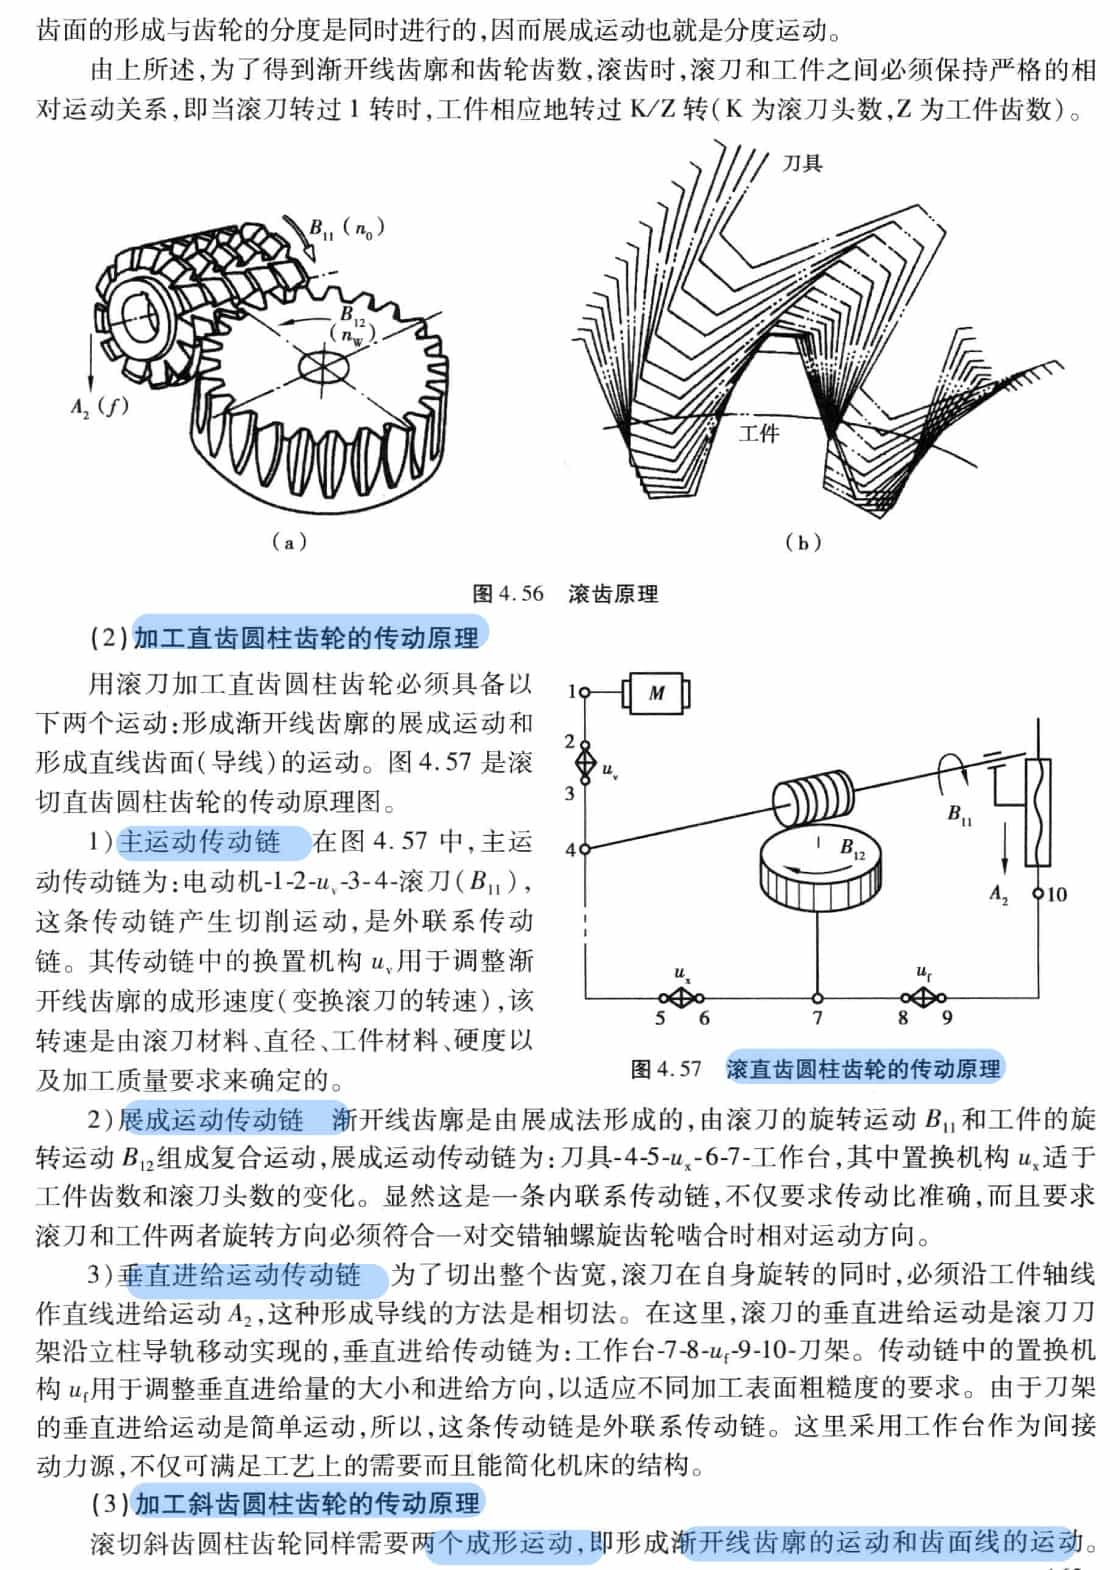 齿面的形成与齿轮的分度是同时进行的,因而展成运动也就是分度运动。
由上所述,为了得到渐开线齿廓和齿轮齿数,滚齿时,滚刀和工件之间必须保持严格的相
对运动关系,即当滚刀转过 1 转时,工件相应地转过 K/Z 转(K 为滚刀头数,Z 为工件齿数)。
刀具
B₁₁ (n₀)
B₁₂
(n_W)
A₂ (f)
工件
(a)
(b)
图 4.56 滚齿原理
(2)加工直齿圆柱齿轮的传动原理
用滚刀加工直齿圆柱齿轮必须具备以
下两个运动:形成渐开线齿廓的展成运动和
形成直线齿面(导线)的运动。图 4.57 是滚
切直齿圆柱齿轮的传动原理图。
1)主运动传动链 在图 4.57 中,主运
动传动链为:电动机-1-2-uᵥ-3-4-滚刀(B₁₁),
这条传动链产生切削运动,是外联系传动
链。其传动链中的换置机构 uᵥ用于调整渐
开线齿廓的成形速度(变换滚刀的转速),该
转速是由滚刀材料、直径、工件材料、硬度以
及加工质量要求来确定的。
1
M
2
uᵥ
3
4
B₁₁
B₁₂
A₂
10
uₓ
u_f
5
6
7
8
9
图 4.57 滚直齿圆柱齿轮的传动原理
2)展成运动传动链 渐开线齿廓是由展成法形成的,由滚刀的旋转运动 B₁₁和工件的旋
转运动 B₁₂组成复合运动,展成运动传动链为:刀具-4-5-uₓ-6-7-工作台,其中置换机构 uₓ适于
工件齿数和滚刀头数的变化。显然这是一条内联系传动链,不仅要求传动比准确,而且要求
滚刀和工件两者旋转方向必须符合一对交错轴螺旋齿轮啮合时相对运动方向。
3)垂直进给运动传动链 为了切出整个齿宽,滚刀在自身旋转的同时,必须沿工件轴线
作直线进给运动 A₂,这种形成导线的方法是相切法。在这里,滚刀的垂直进给运动是滚刀刀
架沿立柱导轨移动实现的,垂直进给传动链为:工作台-7-8-u_f-9-10-刀架。传动链中的置换机
构 u_f用于调整垂直进给量的大小和进给方向,以适应不同加工表面粗糙度的要求。由于刀架
的垂直进给运动是简单运动,所以,这条传动链是外联系传动链。这里采用工作台作为间接
动力源,不仅可满足工艺上的需要而且能简化机床的结构。
(3)加工斜齿圆柱齿轮的传动原理
滚切斜齿圆柱齿轮同样需要两个成形运动,即形成渐开线齿廓的运动和齿面线的运动。